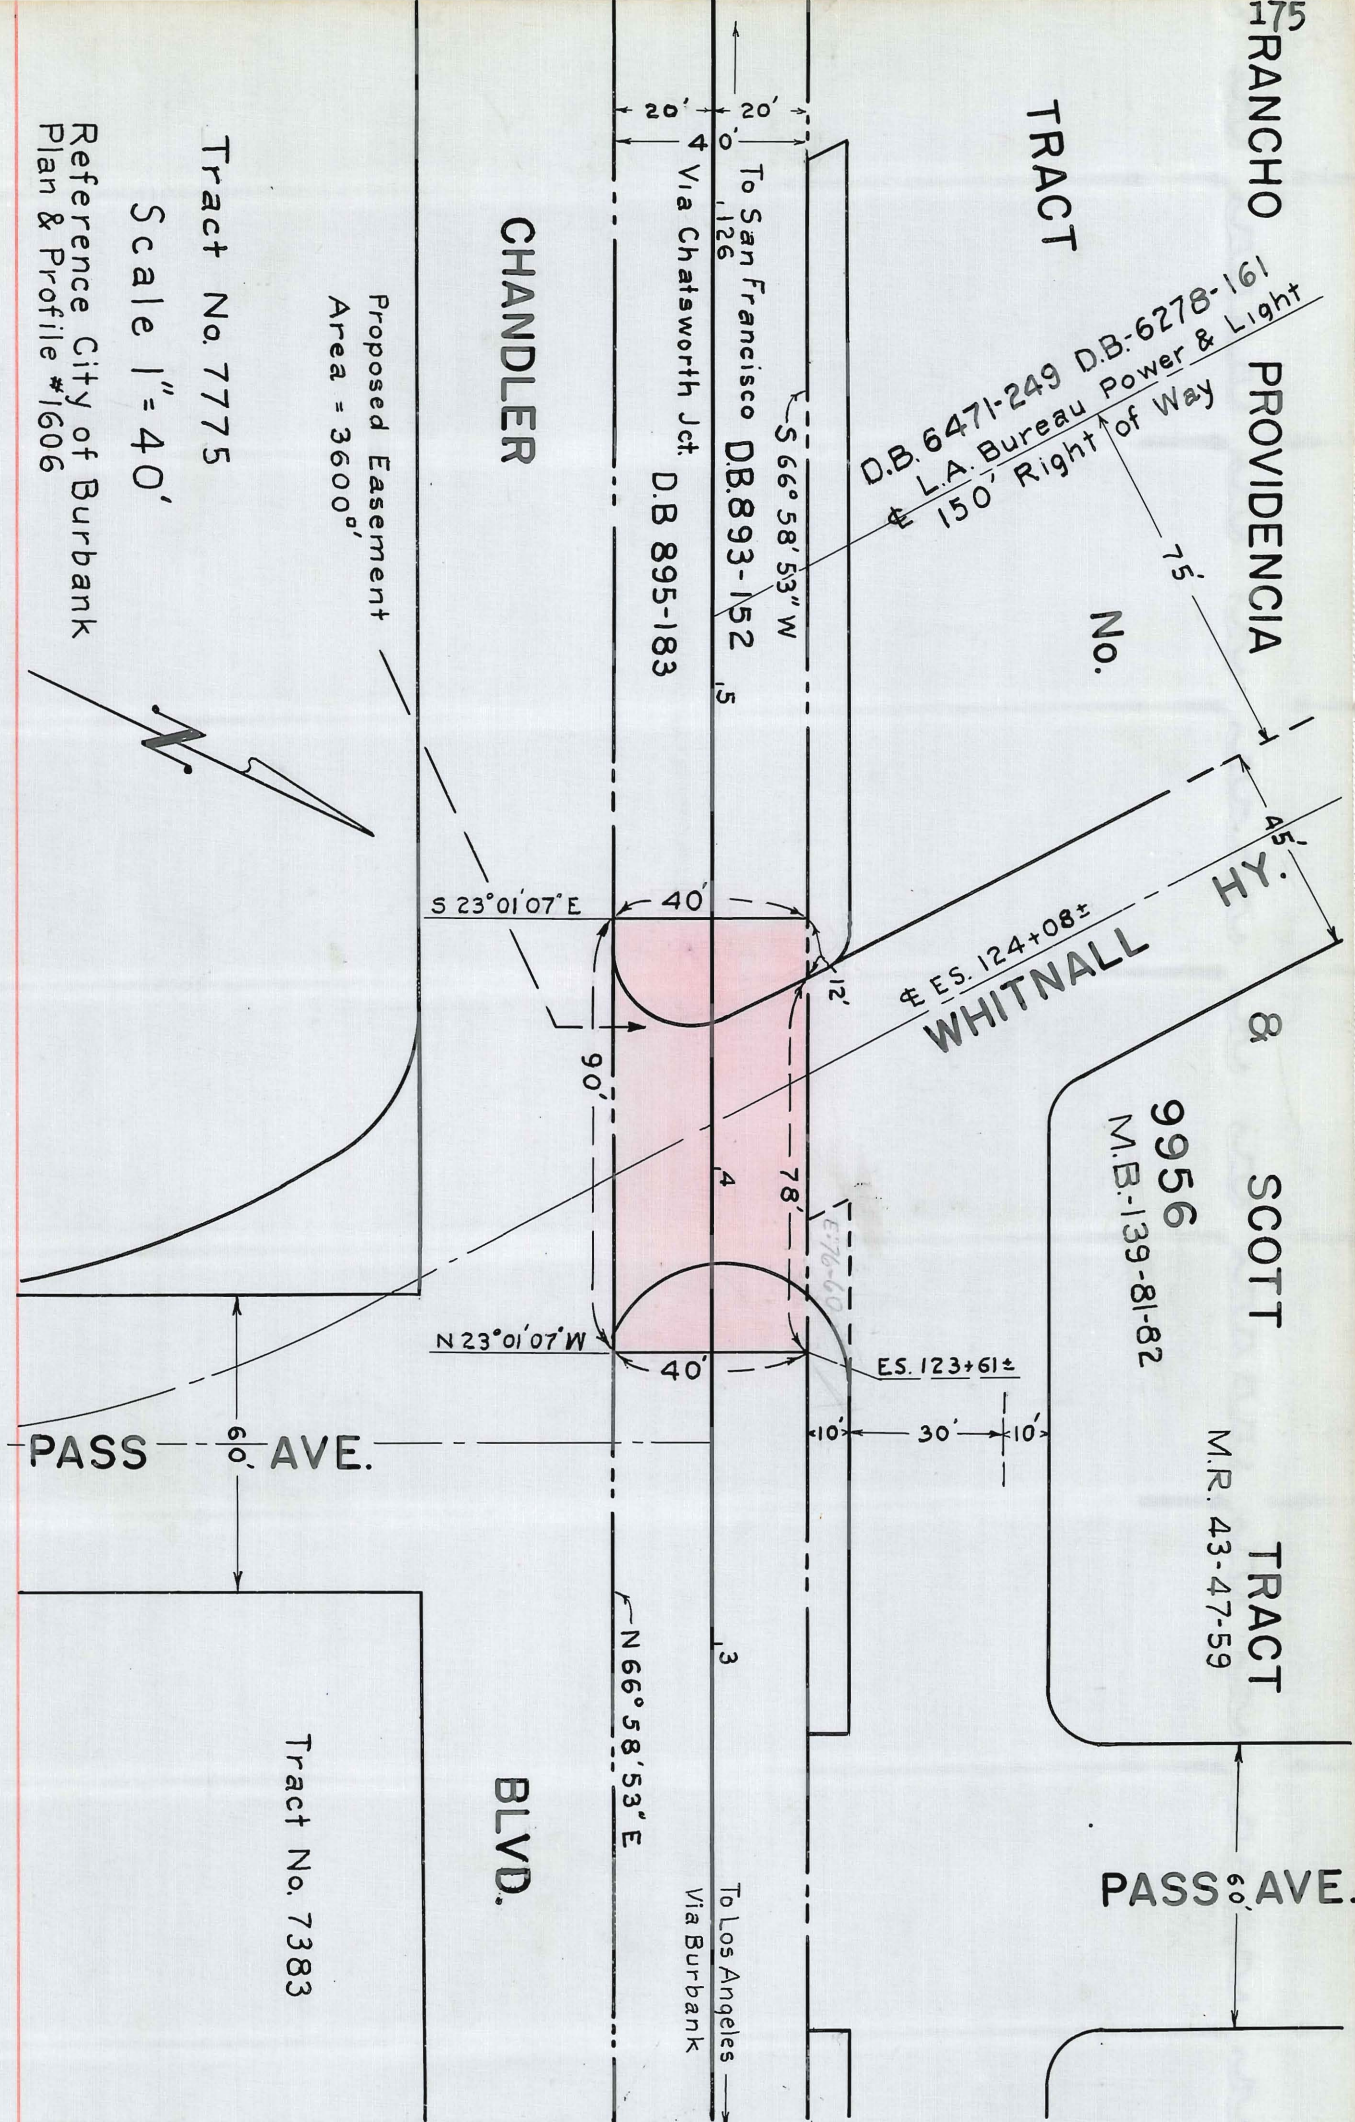 175
RANCHO PROVIDENCIA & SCOTT TRACT
M.R. 43-47-59
TRACT No. 9956
M.B.-139-81-82
D.B. 6471-249 D.B.-6278-161
L.A. Bureau Power & Light
℄ 150' Right of Way
75'
45'
WHITNALL HY.
℄ E.S. 124+08±
PASS AVE.
60'
10'
30'
10'
E.S. 123+61±
12'
S 66° 58' 53" W
78'
20'
20'
40'
To San Francisco
Via Chatsworth Jct.
D.B. 893-152
D.B 895-183
.126
.5
.4
.3
To Los Angeles
Via Burbank
40'
S 23°01'07" E
90'
N 23°01'07" W
40'
N 66° 58' 53" E
CHANDLER BLVD.
Proposed Easement
Area = 3600□'
Tract No. 7775
Scale 1" = 40'
Reference City of Burbank
Plan & Profile #1606
N
PASS AVE.
60'
Tract No. 7383